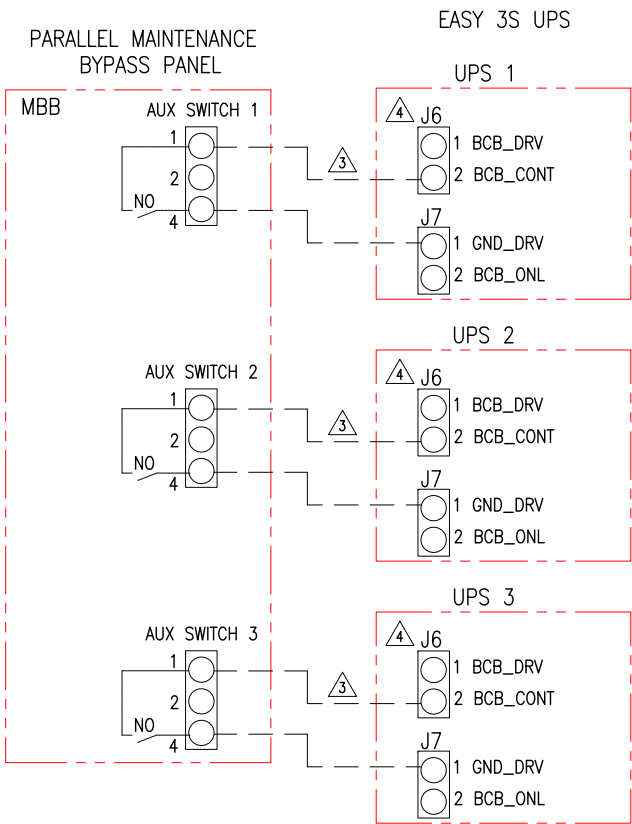 EASY 3S UPS
PARALLEL MAINTENANCE
BYPASS PANEL
MBB
AUX SWITCH 1
1
2
NO
4
3
UPS 1
4
J6
1 BCB_DRV
2 BCB_CONT
J7
1 GND_DRV
2 BCB_ONL
AUX SWITCH 2
1
2
NO
4
3
UPS 2
4
J6
1 BCB_DRV
2 BCB_CONT
J7
1 GND_DRV
2 BCB_ONL
AUX SWITCH 3
1
2
NO
4
3
UPS 3
4
J6
1 BCB_DRV
2 BCB_CONT
J7
1 GND_DRV
2 BCB_ONL